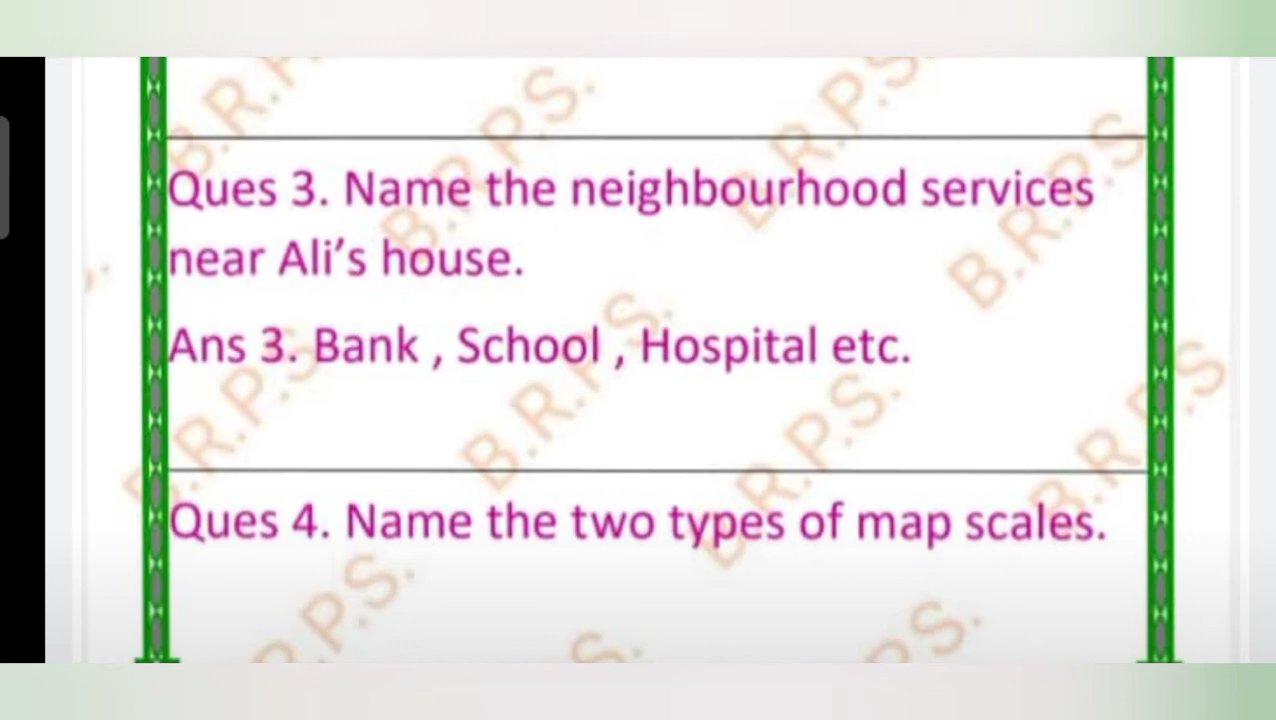 Ques 3. Name the neighbourhood services
near Ali's house.
Ans 3. Bank , School , Hospital etc.
Ques 4. Name the two types of map scales.
B.R.P.S.
B.R.P.S.
B.R.P.S.
B.R.P.S.
B.R.P.S.
B.R.P.S.
B.R.P.S.